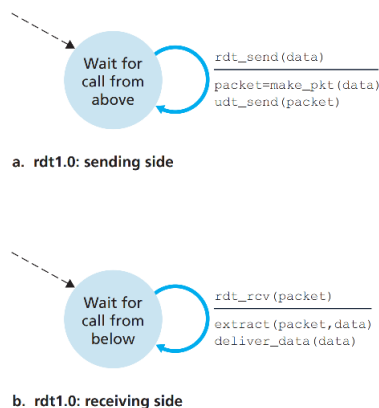 Wait for
call from
above
rdt_send(data)
packet=make_pkt(data)
udt_send(packet)
a. rdt1.0: sending side
Wait for
call from
below
rdt_rcv(packet)
extract(packet,data)
deliver_data(data)
b. rdt1.0: receiving side